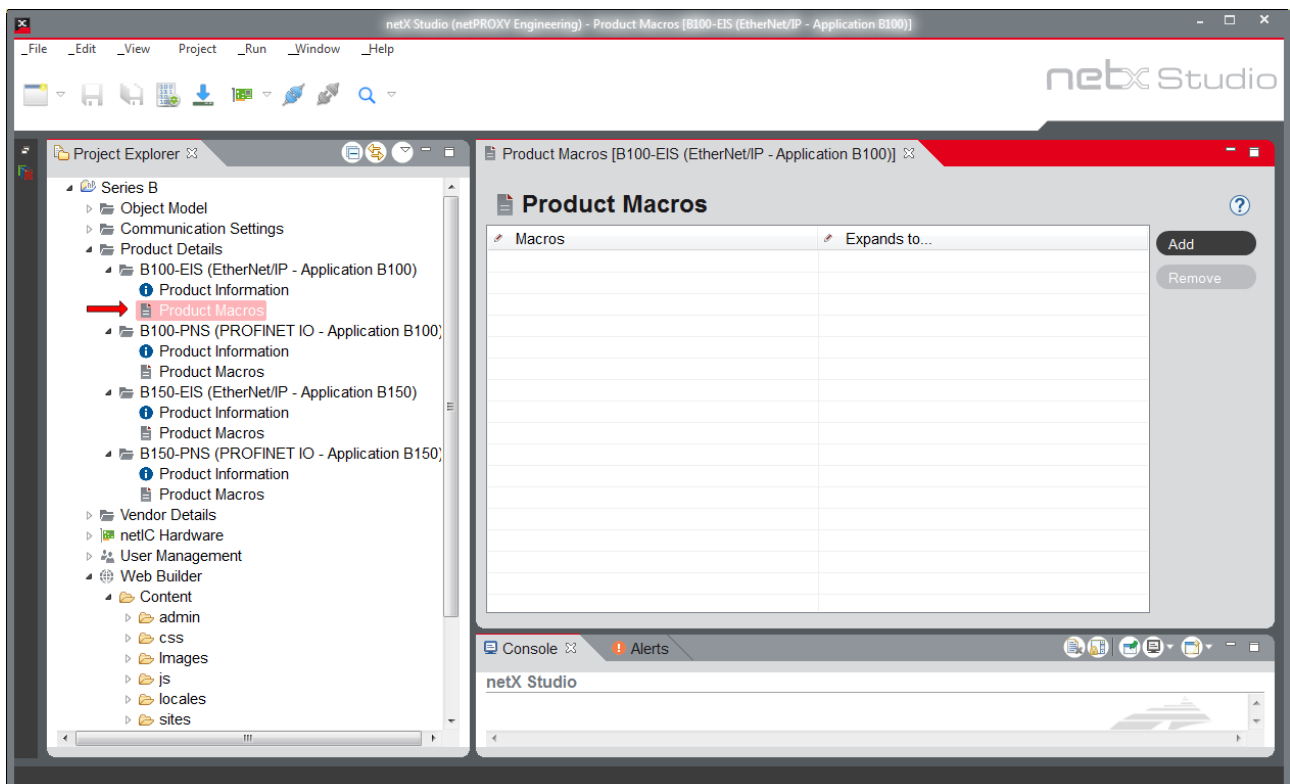 netX Studio (netPROXY Engineering) - Product Macros [B100-EIS (EtherNet/IP - Application B100)]
_File _Edit _View Project _Run _Window _Help
netX Studio
Project Explorer
Series B
Object Model
Communication Settings
Product Details
B100-EIS (EtherNet/IP - Application B100)
Product Information
Product Macros
B100-PNS (PROFINET IO - Application B100)
Product Information
Product Macros
B150-EIS (EtherNet/IP - Application B150)
Product Information
Product Macros
B150-PNS (PROFINET IO - Application B150)
Product Information
Product Macros
Vendor Details
netIC Hardware
User Management
Web Builder
Content
admin
css
Images
js
locales
sites
Product Macros [B100-EIS (EtherNet/IP - Application B100)]
Product Macros
Macros Expands to...
Add
Remove
Console Alerts
netX Studio